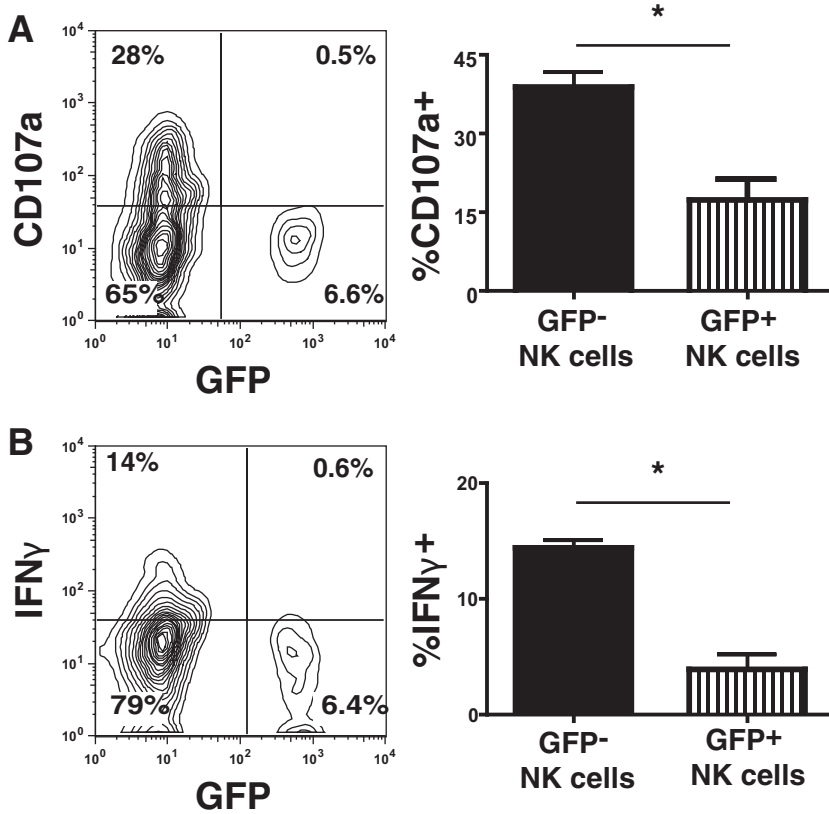 A
10⁴
10³
10²
10¹
10⁰
CD107a
28%
0.5%
65%
6.6%
10⁰ 10¹ 10² 10³ 10⁴
GFP
*
45
30
15
0
%CD107a+
GFP- GFP+
NK cells NK cells
B
10⁴
10³
10²
10¹
10⁰
IFNγ
14%
0.6%
79%
6.4%
10⁰ 10¹ 10² 10³ 10⁴
GFP
*
20
10
0
%IFNγ+
GFP- GFP+
NK cells NK cells